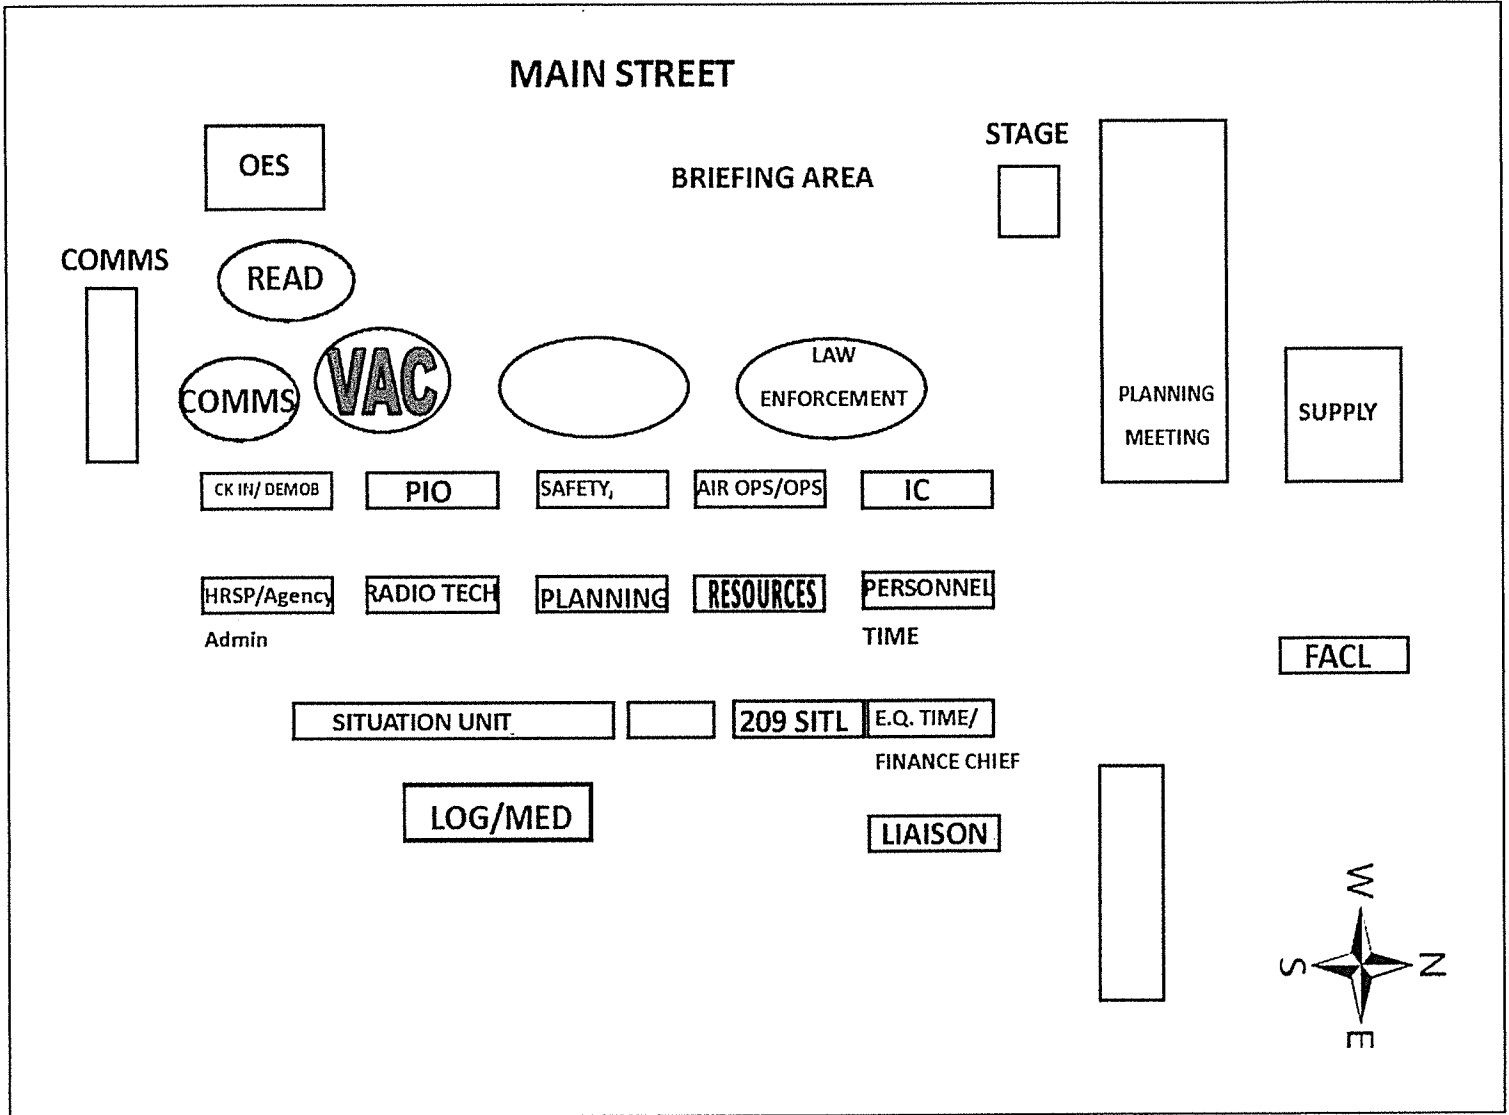 MAIN STREET
STAGE
OES
BRIEFING AREA
COMMS
READ
VAC
COMMS
LAW
ENFORCEMENT
PLANNING
MEETING
SUPPLY
CK IN/ DEMOB
PIO
SAFETY,
AIR OPS/OPS
IC
HRSP/Agency
Admin
RADIO TECH
PLANNING
RESOURCES
PERSONNEL
TIME
FACL
SITUATION UNIT
209 SITL
E.Q. TIME/
FINANCE CHIEF
LOG/MED
LIAISON
W
S
N
E